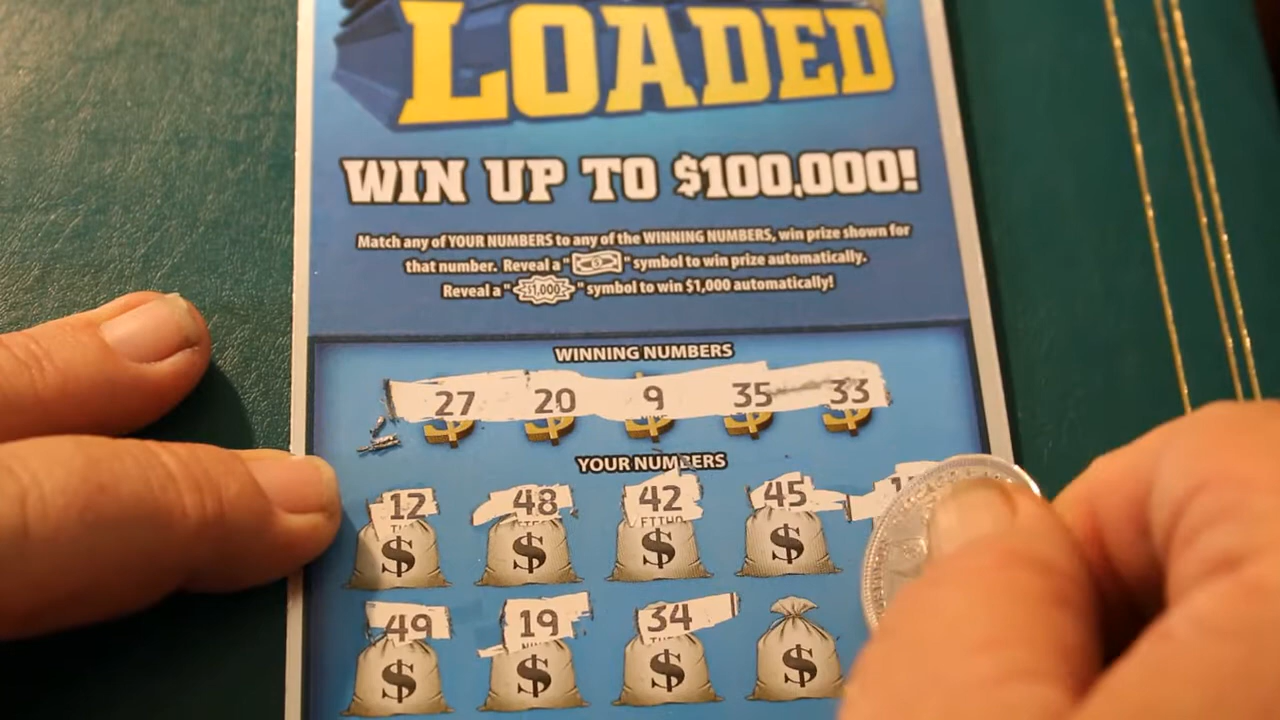 LOADED
WIN UP TO $100,000!
Match any of YOUR NUMBERS to any of the WINNING NUMBERS, win prize shown for
that number. Reveal a "$" symbol to win prize automatically.
Reveal a "$1,000" symbol to win $1,000 automatically!
WINNING NUMBERS
27 20 9 35 33
YOUR NUMBERS
12 48 42 45
$ $ $ $
49 19 34
$ $ $ $